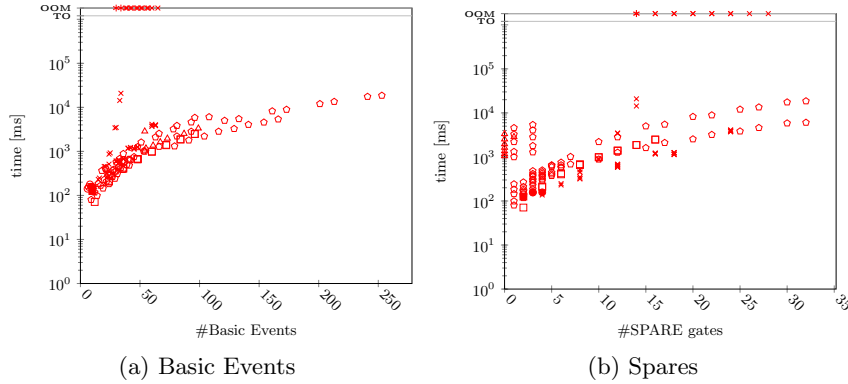 OOM
TO
10^5
10^4
10^3
10^2
10^1
10^0
time [ms]
0
50
100
150
200
250
#Basic Events
(a) Basic Events
OOM
TO
10^5
10^4
10^3
10^2
10^1
10^0
time [ms]
0
5
10
15
20
25
30
35
#SPARE gates
(b) Spares